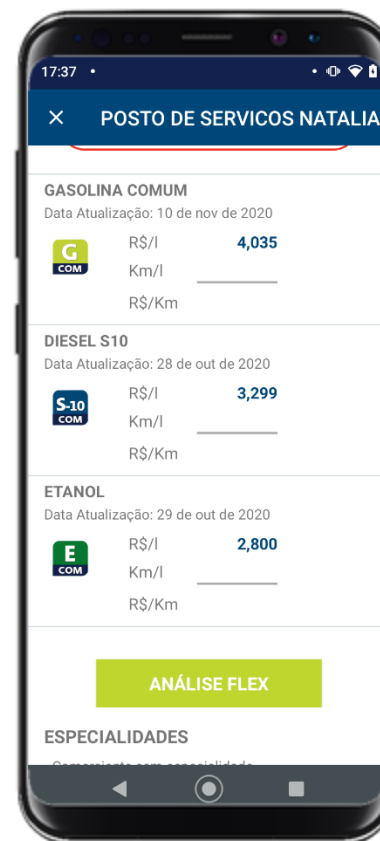 17:37
POSTO DE SERVICOS NATALIA
GASOLINA COMUM
Data Atualização: 10 de nov de 2020
G
COM
R$/l 4,035
Km/l
R$/Km
DIESEL S10
Data Atualização: 28 de out de 2020
S-10
COM
R$/l 3,299
Km/l
R$/Km
ETANOL
Data Atualização: 29 de out de 2020
E
COM
R$/l 2,800
Km/l
R$/Km
ANÁLISE FLEX
ESPECIALIDADES